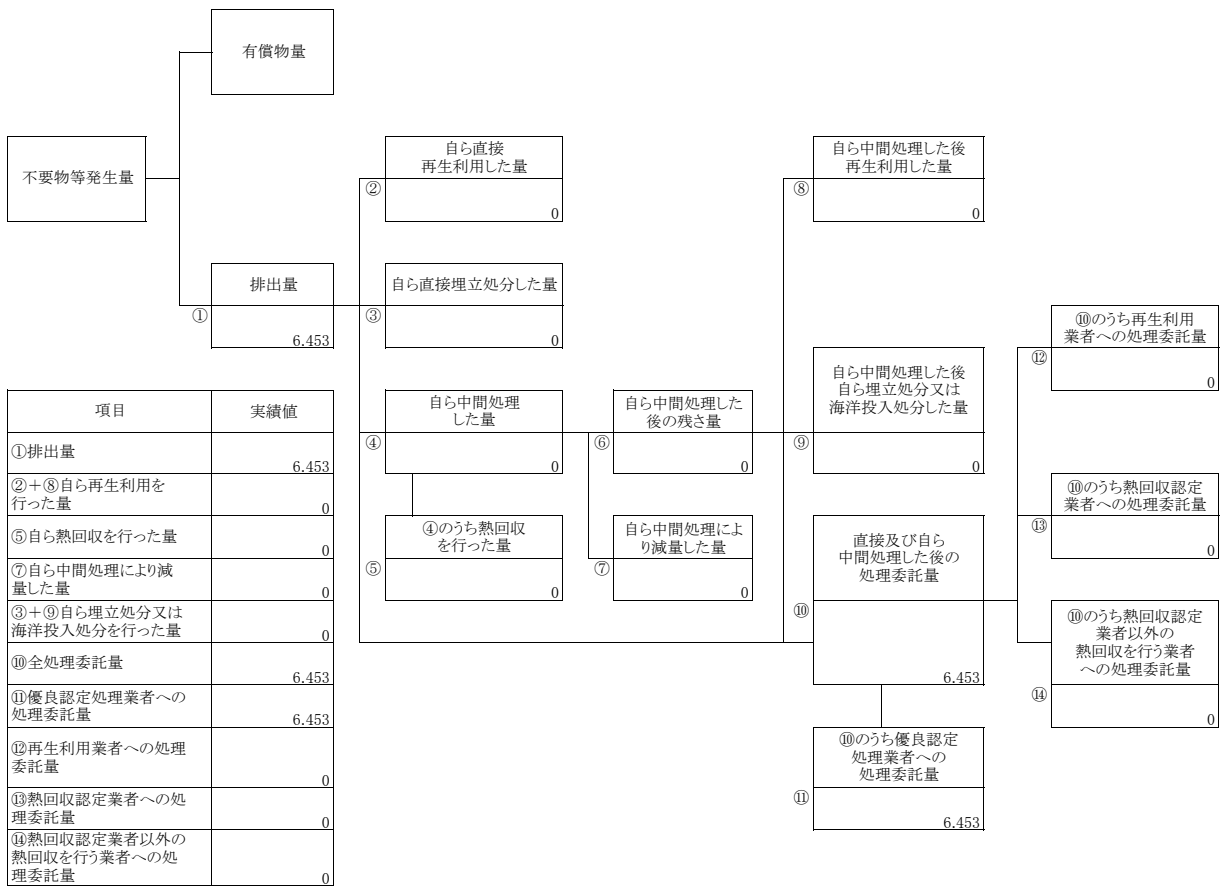 有償物量
不要物等発生量
自ら直接
再生利用した量
②
0
自ら中間処理した後
再生利用した量
⑧
0
排出量
①
6.453
自ら直接埋立処分した量
③
0
⑩のうち再生利用
業者への処理委託量
⑫
0
自ら中間処理
した量
④
0
自ら中間処理した
後の残さ量
⑥
0
自ら中間処理した後
自ら埋立処分又は
海洋投入処分した量
⑨
0
⑩のうち熱回収認定
業者への処理委託量
⑬
0
④のうち熱回収
を行った量
⑤
0
自ら中間処理によ
り減量した量
⑦
0
直接及び自ら
中間処理した後の
処理委託量
⑩
6.453
⑩のうち熱回収認定
業者以外の
熱回収を行う業者
への処理委託量
⑭
0
⑩のうち優良認定
処理業者への
処理委託量
⑪
6.453
項目 実績値
①排出量
6.453
②+⑧自ら再生利用を
行った量
0
⑤自ら熱回収を行った量
0
⑦自ら中間処理により減
量した量
0
③+⑨自ら埋立処分又は
海洋投入処分を行った量
0
⑩全処理委託量
6.453
⑪優良認定処理業者への
処理委託量
6.453
⑫再生利用業者への処理
委託量
0
⑬熱回収認定業者への処
理委託量
0
⑭熱回収認定業者以外の
熱回収を行う業者への処
理委託量
0